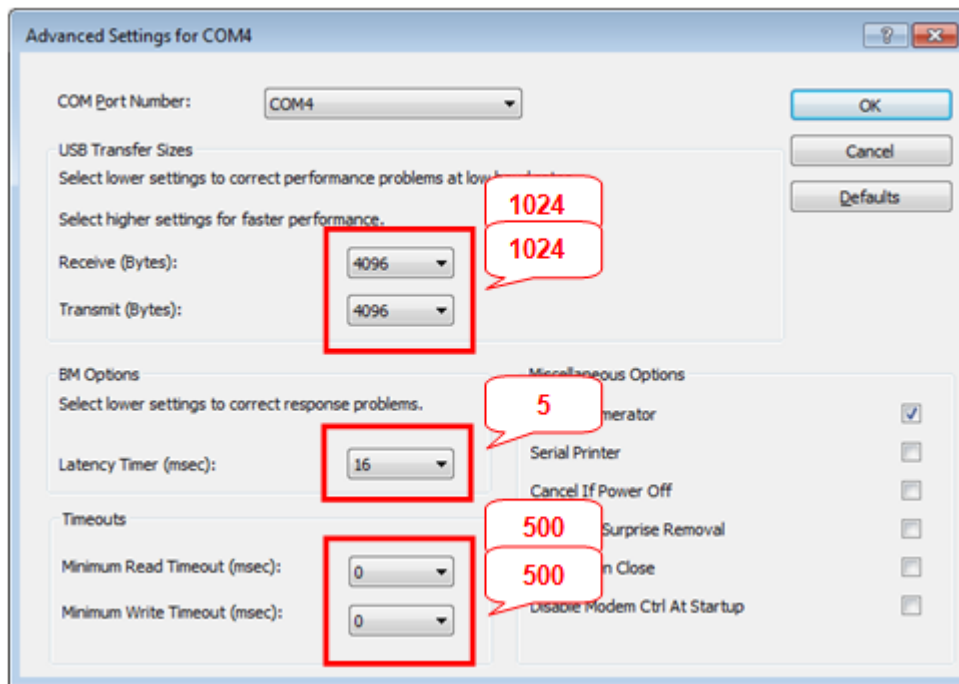 Advanced Settings for COM4
COM Port Number:
COM4
OK
USB Transfer Sizes
Cancel
Select lower settings to correct performance problems at low
Defaults
1024
Select higher settings for faster performance.
1024
Receive (Bytes):
4096
Transmit (Bytes):
4096
BM Options
Miscellaneous Options
Select lower settings to correct response problems.
5
Latency Timer (msec):
16
Serial Printer
Cancel If Power Off
Timeouts
500
Surprise Removal
Minimum Read Timeout (msec):
0
500
Close
Minimum Write Timeout (msec):
0
Disable Modem Ctrl At Startup